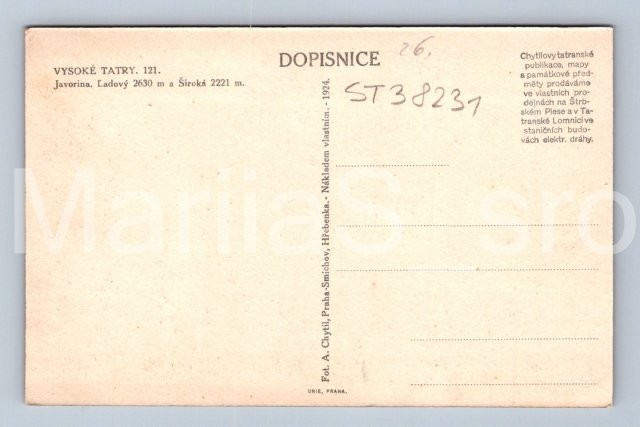 VYSOKÉ TATRY. 121.
Javorina, Ľadový 2630 m a Široká 2221 m.
DOPISNICE
26.
ST38231
Chytilovy tatranské
publikace, mapy
a památkové před-
měty prodáváme
ve vlastních pro-
dejnách na Štrb-
ském Plese a v Ta-
transké Lomnici ve
staničních budo-
vách elektr. dráhy.
Fot. A. Chytil, Praha-Smíchov, Hřebenka.- Nákladem vlastním. - 1924.
UNIE, PRAHA.
MariiaS sro